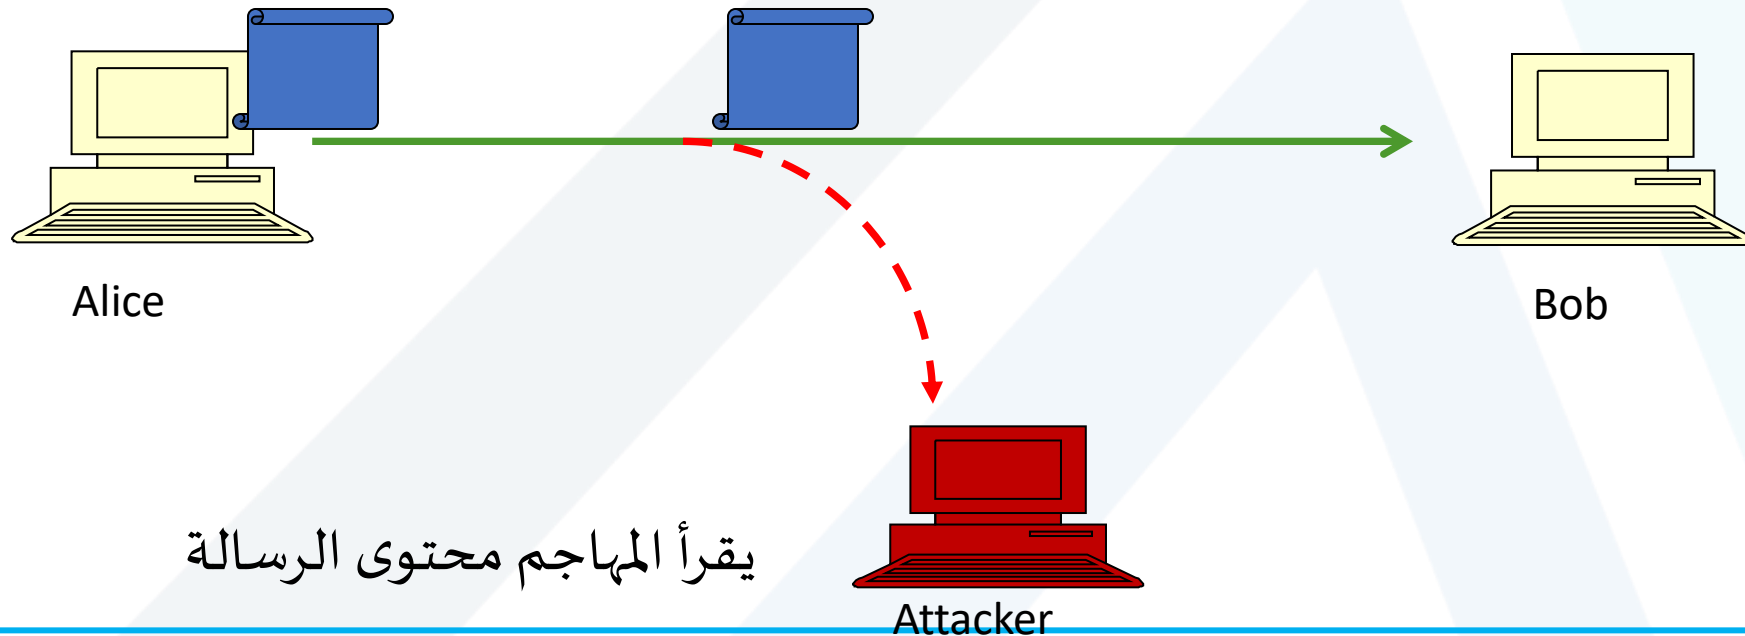 Alice
Bob
يقرأ المهاجم محتوى الرسالة
Attacker